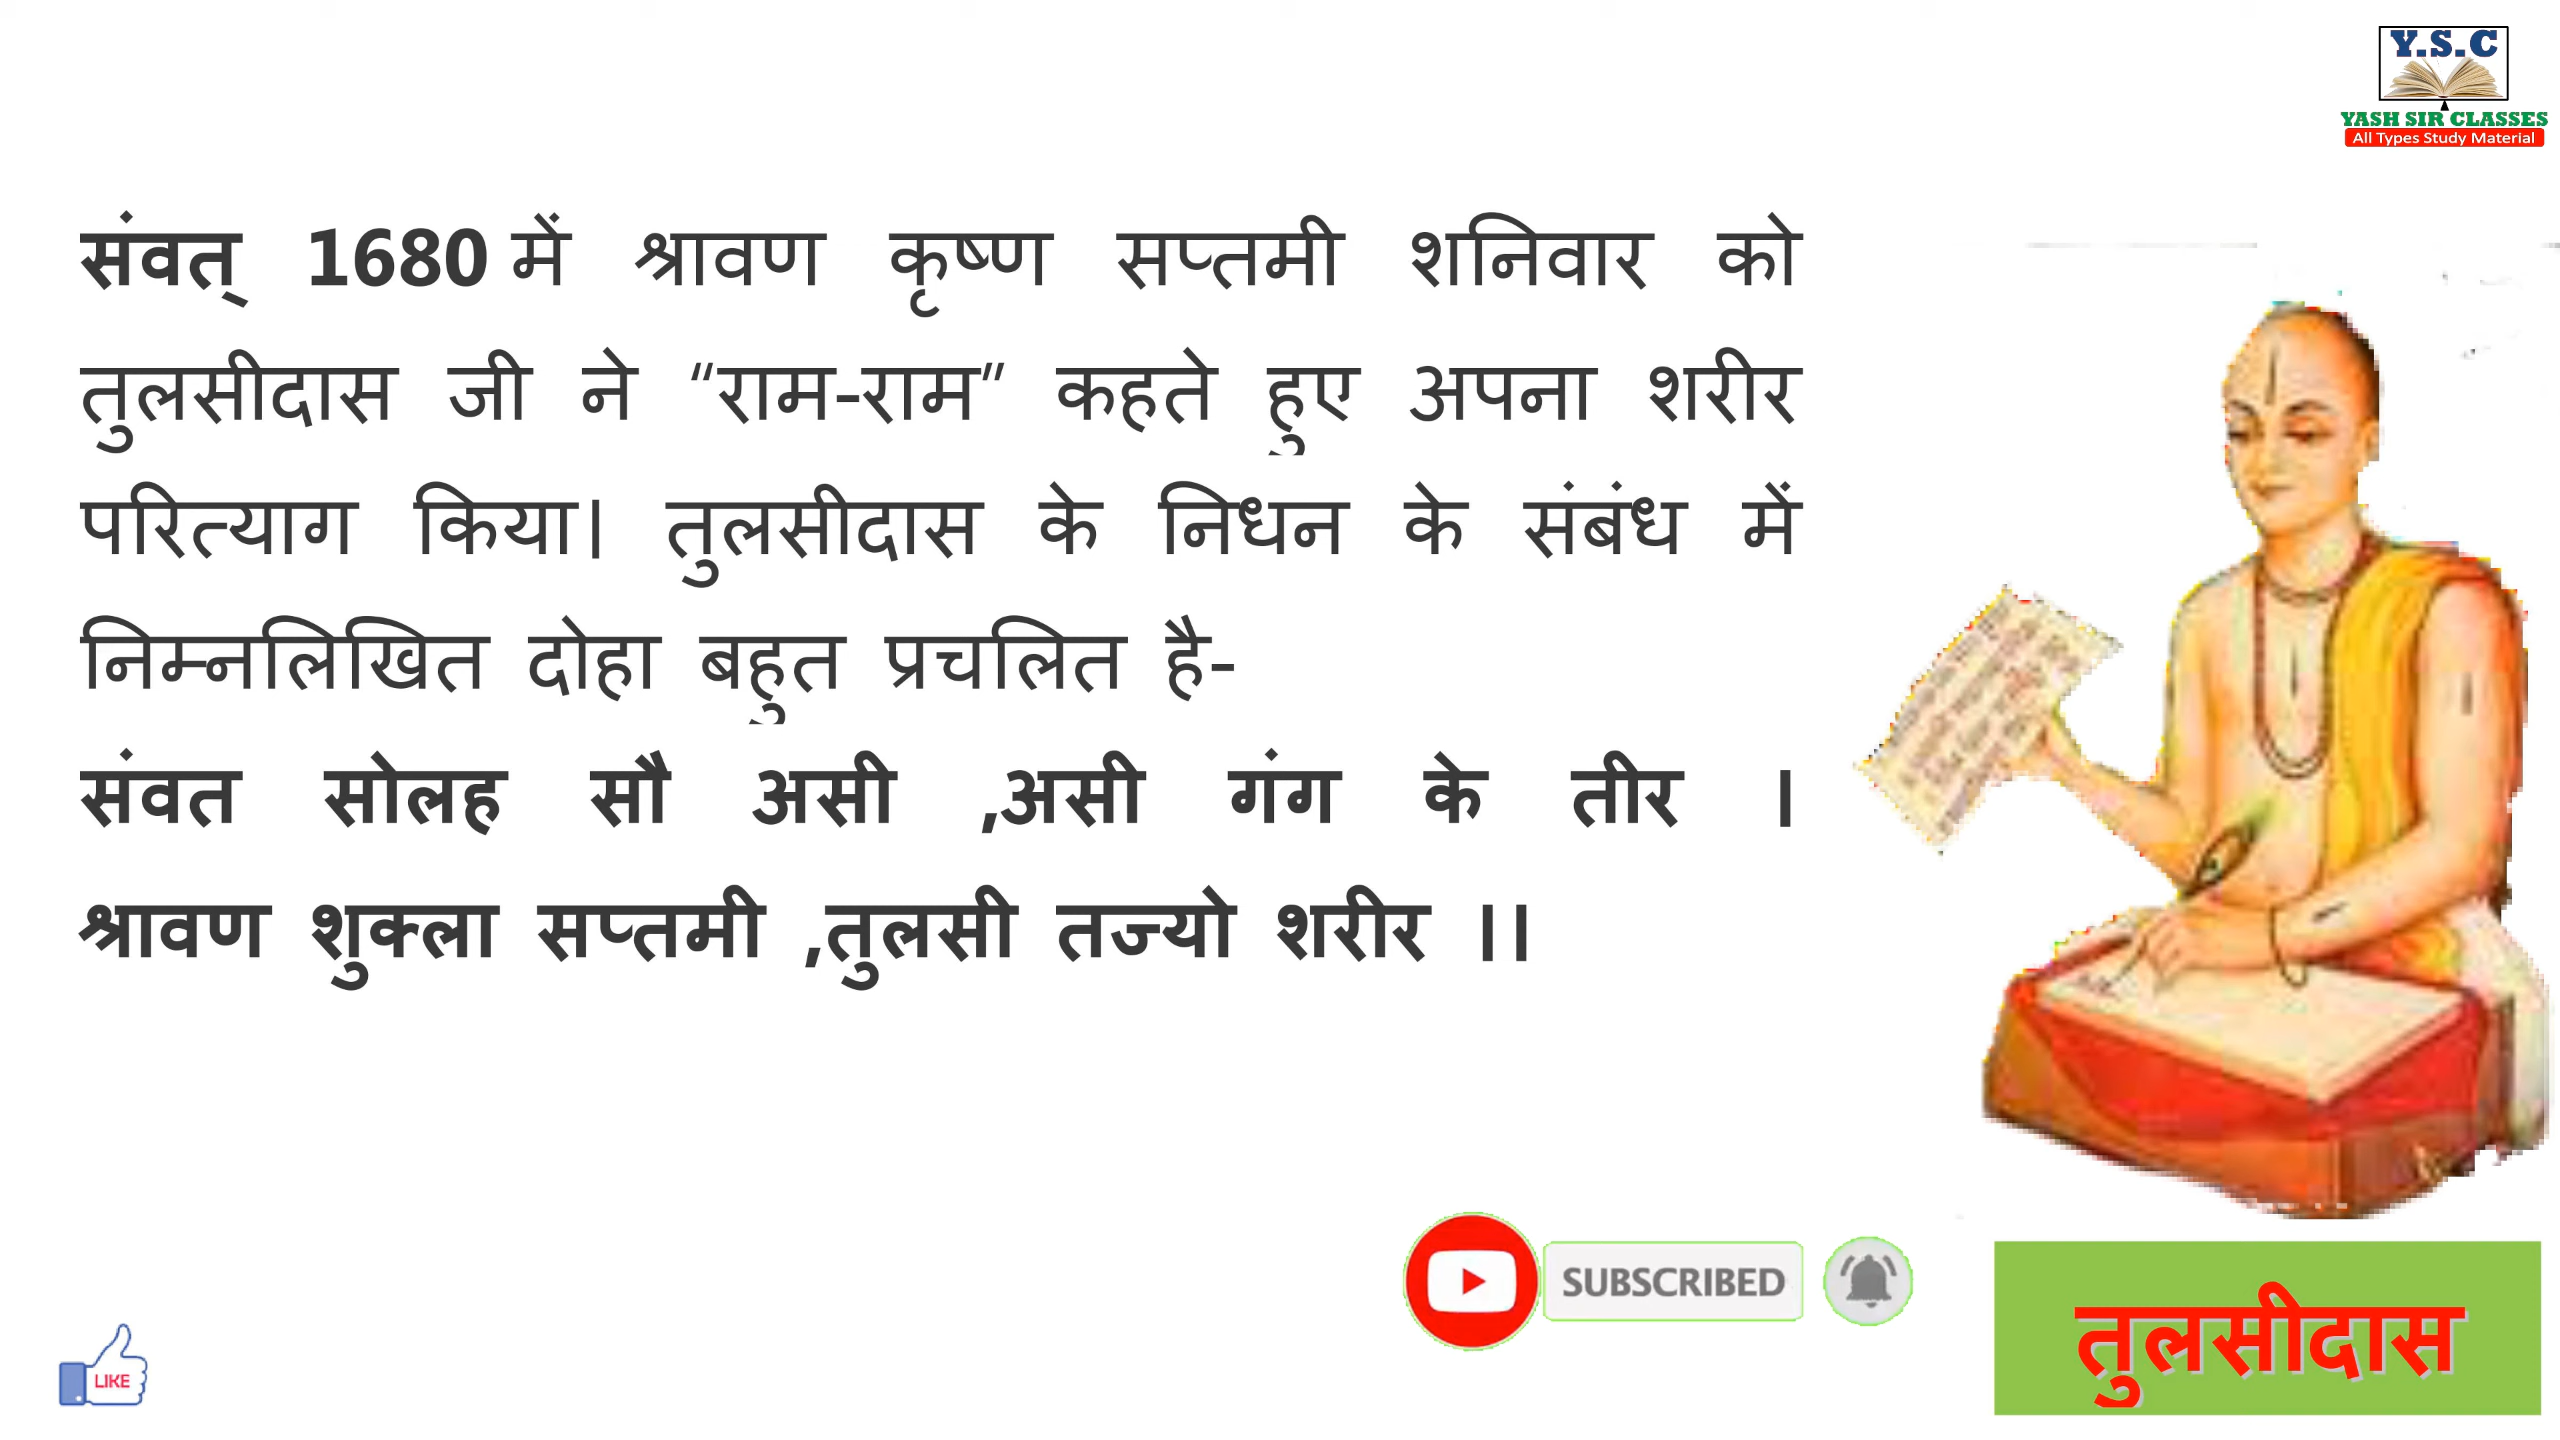 Y.S.C
YASH SIR CLASSES
All Types Study Material
संवत् 1680 में श्रावण कृष्ण सप्तमी शनिवार को
तुलसीदास जी ने “राम-राम” कहते हुए अपना शरीर
परित्याग किया। तुलसीदास के निधन के संबंध में
निम्नलिखित दोहा बहुत प्रचलित है-
संवत सोलह सौ असी ,असी गंग के तीर ।
श्रावण शुक्ला सप्तमी ,तुलसी तज्यो शरीर ।।
SUBSCRIBED
LIKE
तुलसीदास